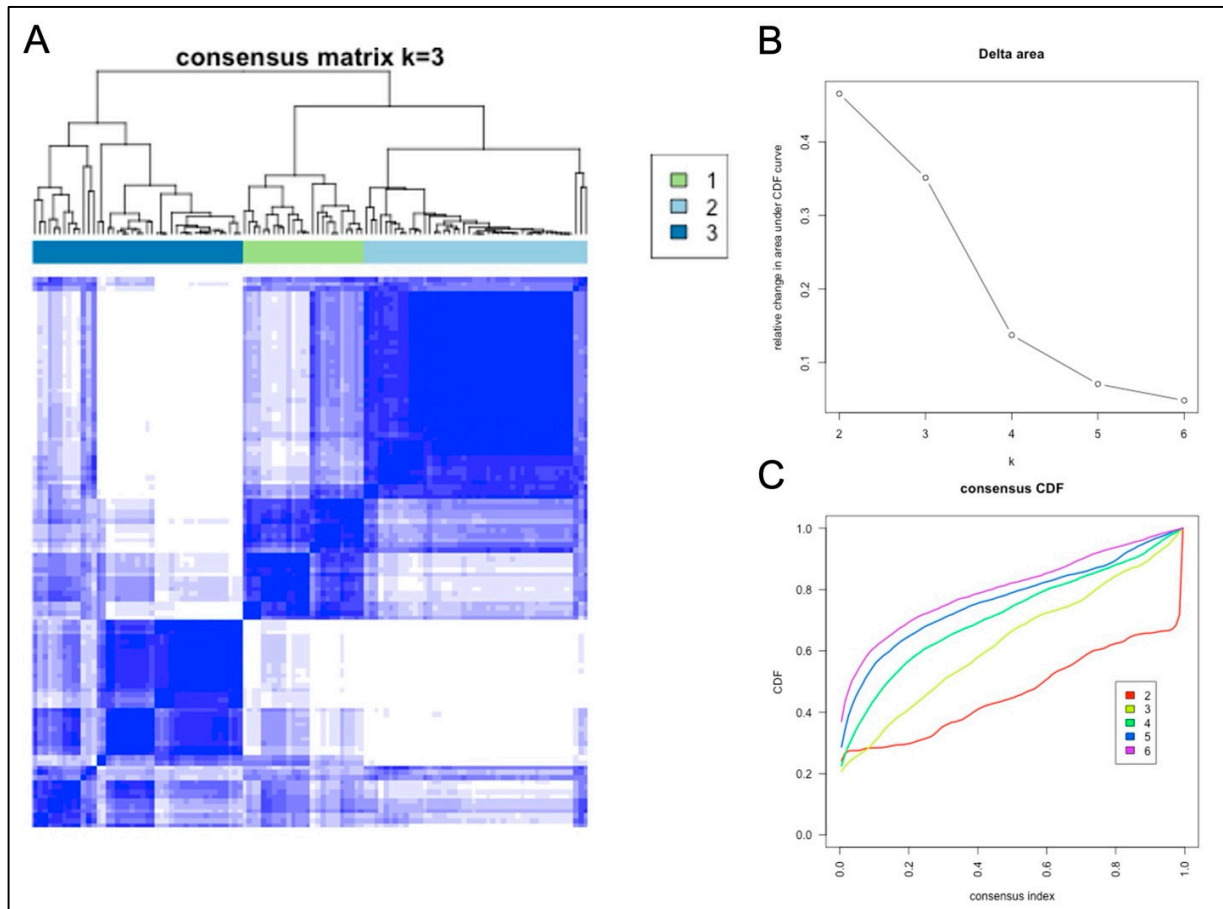 A
consensus matrix k=3
1
2
3
B
Delta area
relative change in area under CDF curve
0.1
0.2
0.3
0.4
2
3
4
5
6
k
C
consensus CDF
CDF
0.0
0.2
0.4
0.6
0.8
1.0
2
3
4
5
6
0.0
0.2
0.4
0.6
0.8
1.0
consensus index